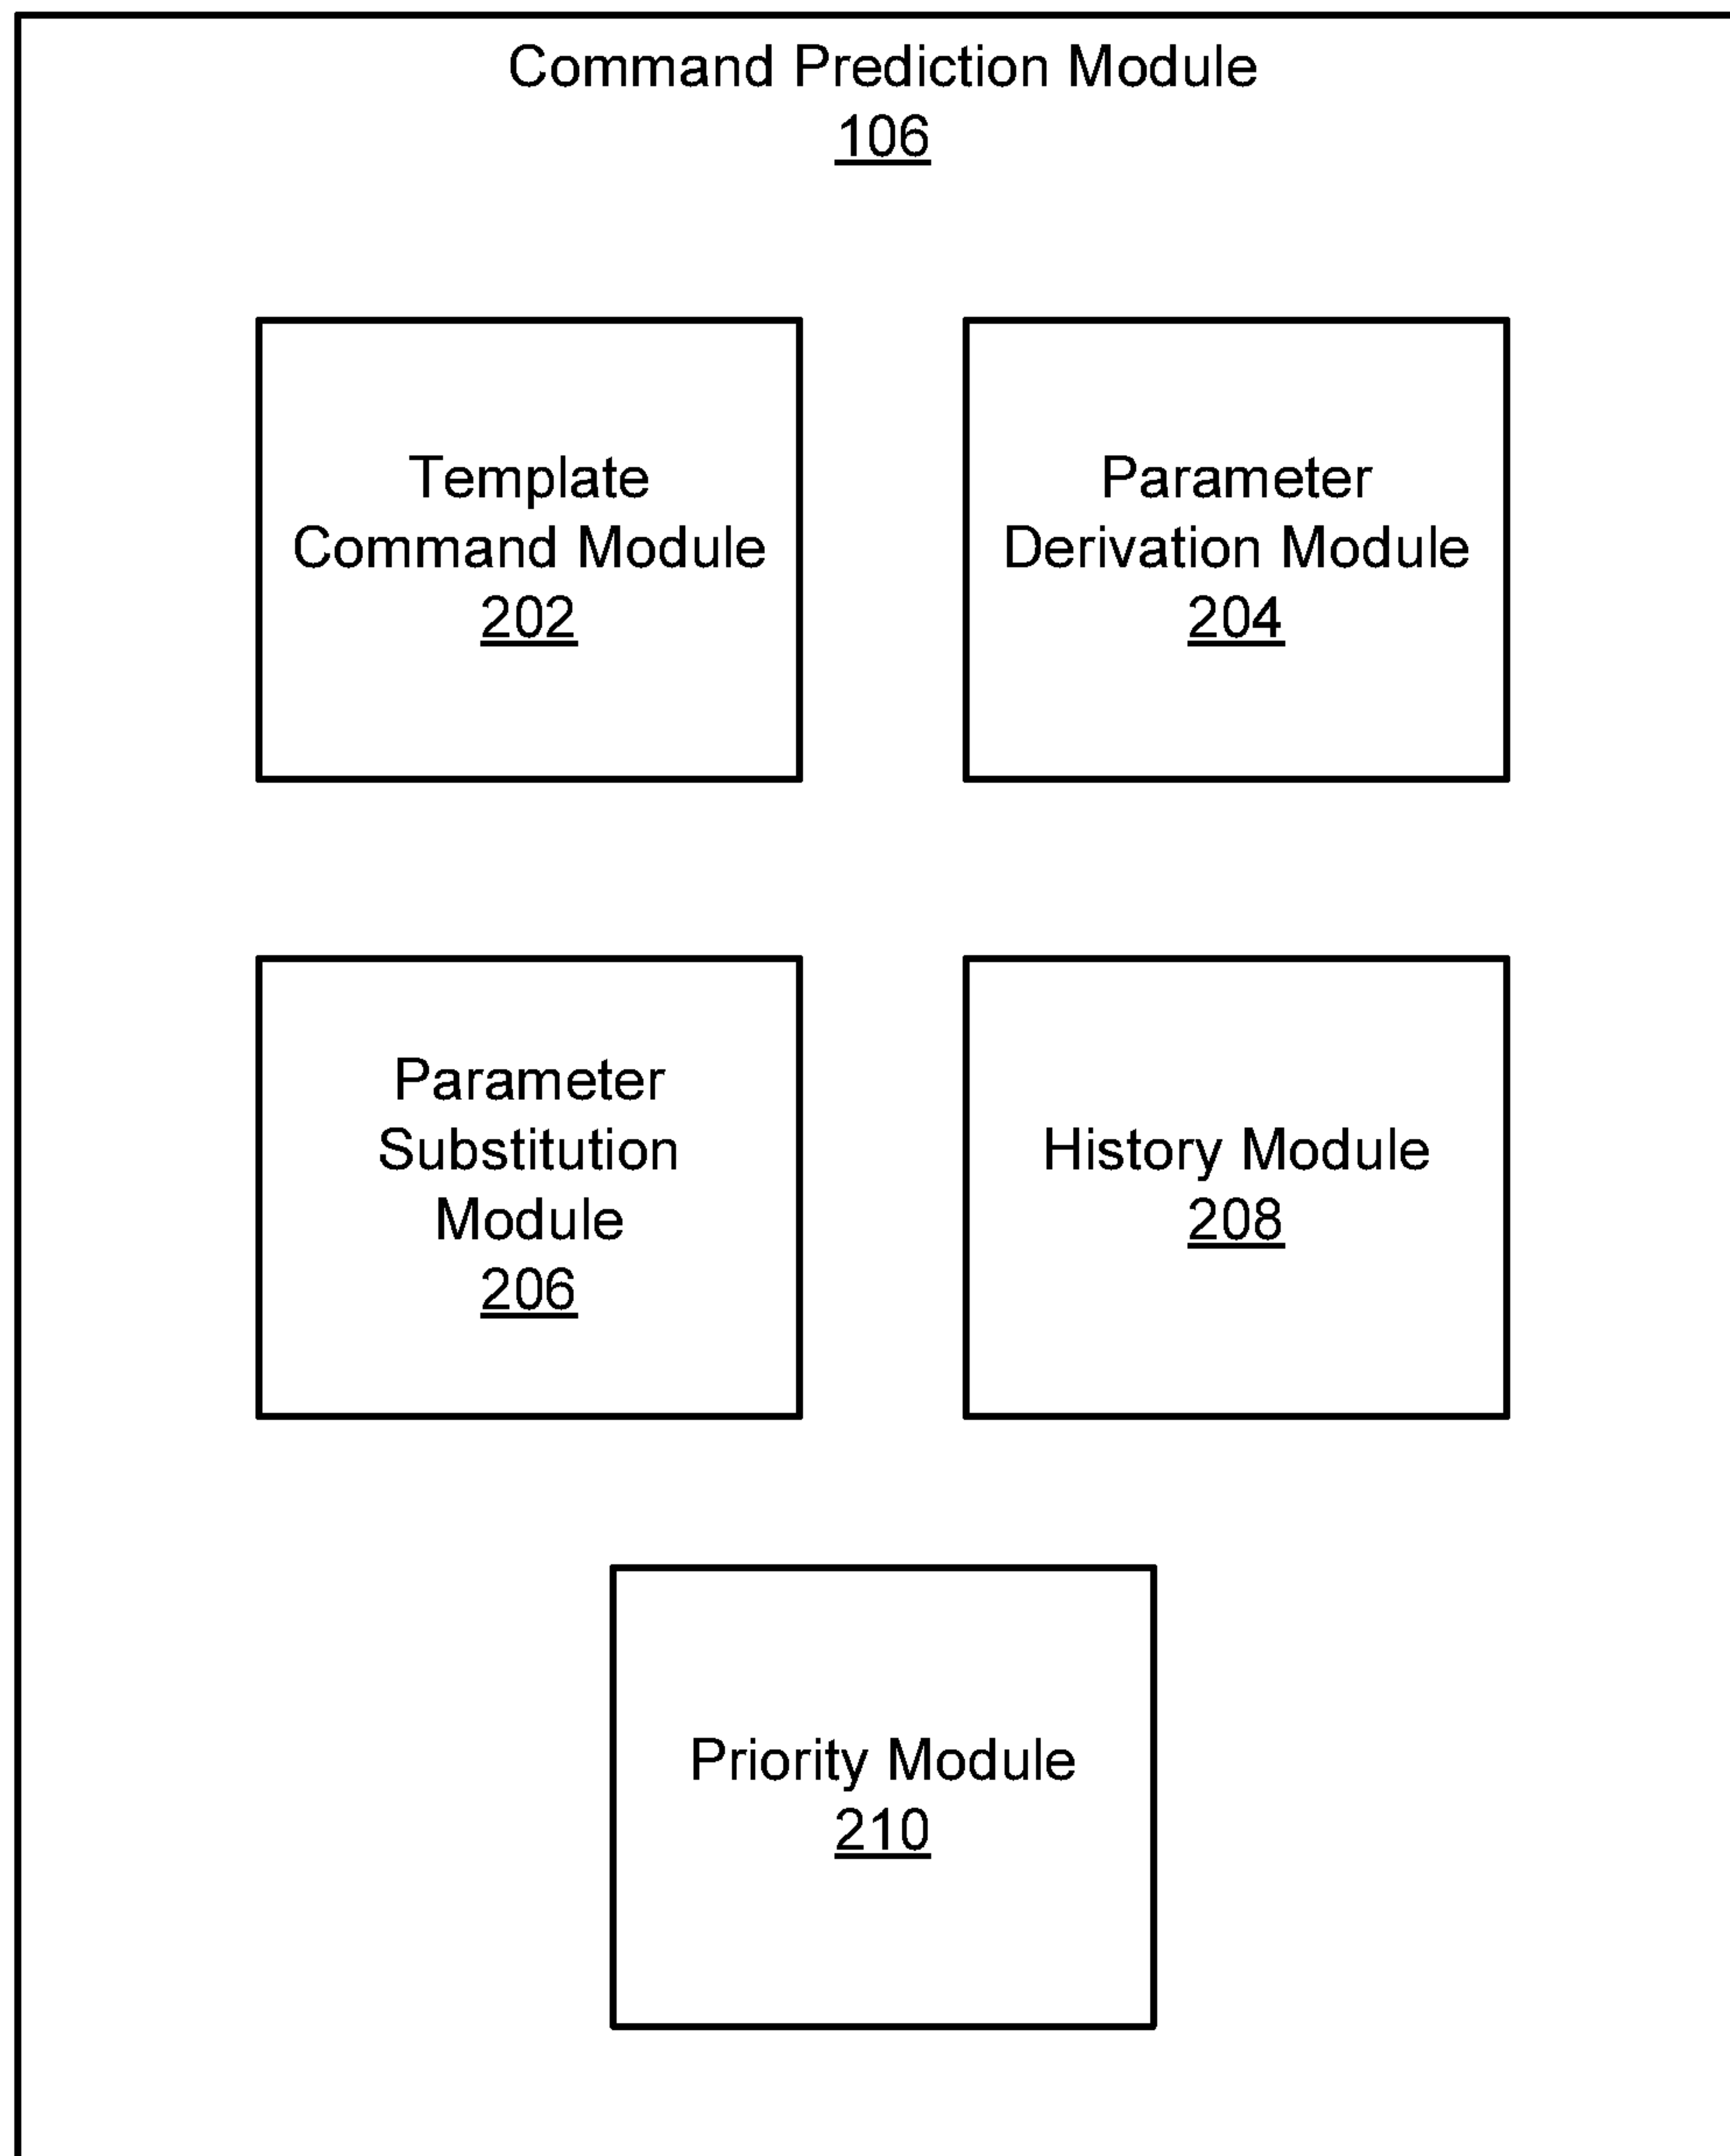 Command Prediction Module
106
Template
Command Module
202
Parameter
Derivation Module
204
Parameter
Substitution
Module
206
History Module
208
Priority Module
210